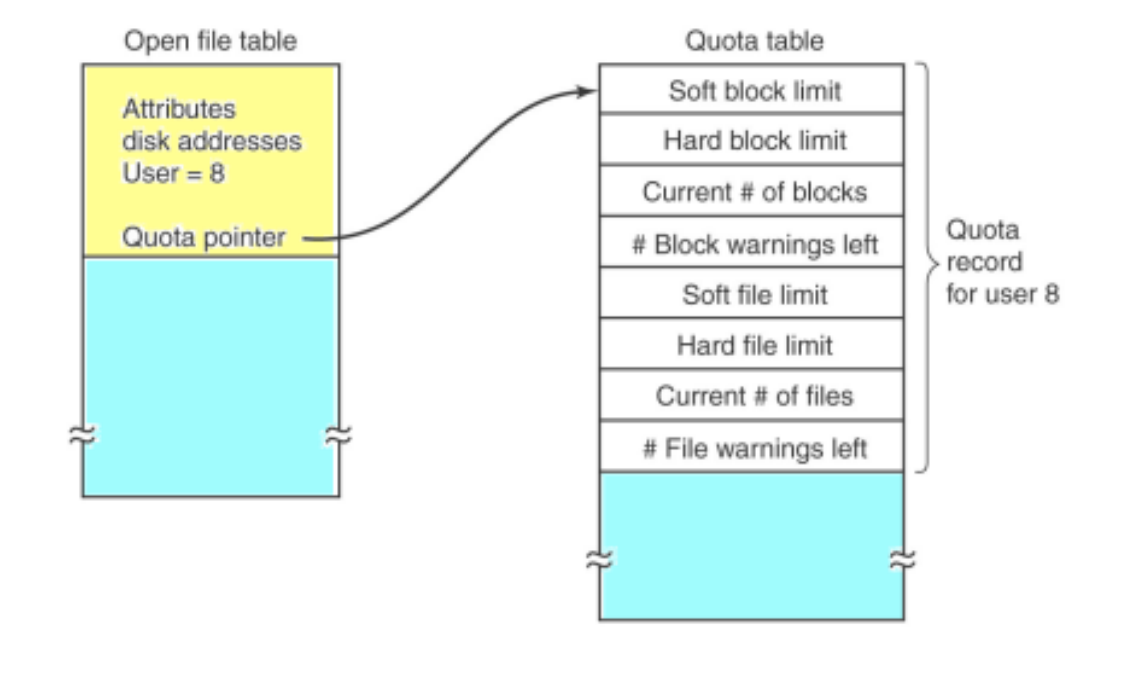 Open file table
Attributes
disk addresses
User = 8
Quota pointer
Quota table
Soft block limit
Hard block limit
Current # of blocks
# Block warnings left
Soft file limit
Hard file limit
Current # of files
# File warnings left
Quota
record
for user 8